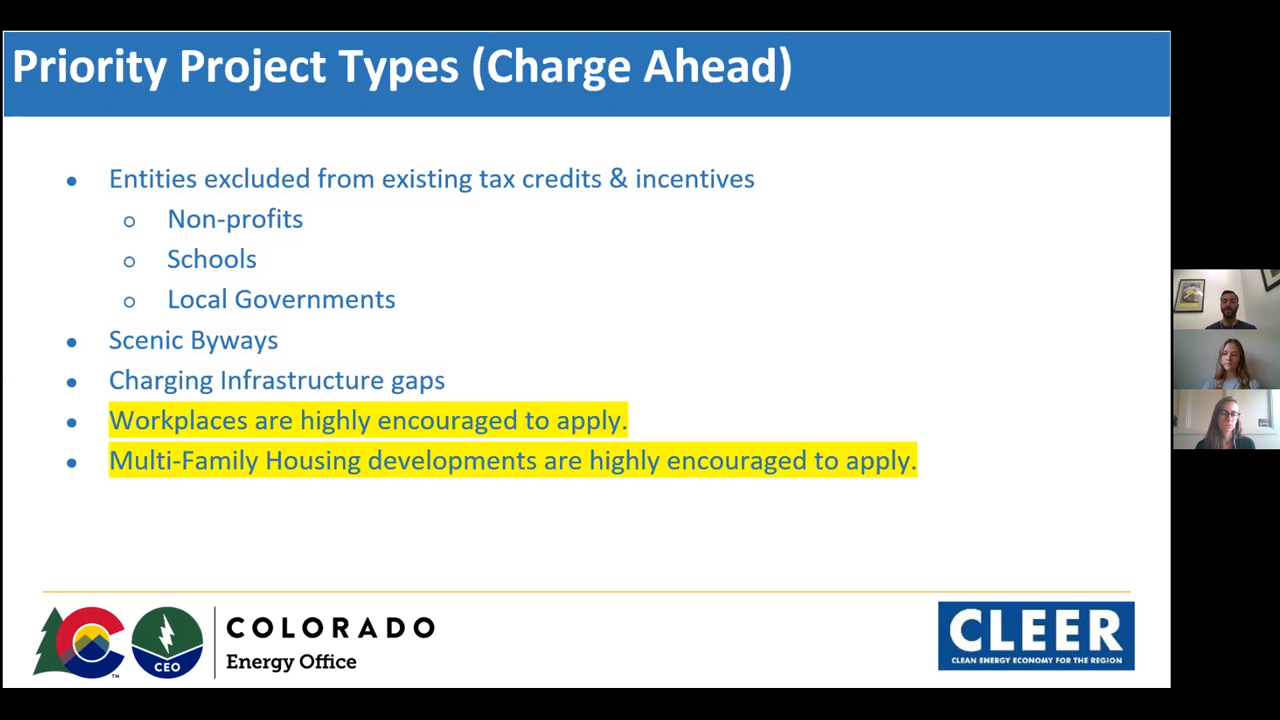 Priority Project Types (Charge Ahead)
Entities excluded from existing tax credits & incentives
Non-profits
Schools
Local Governments
Scenic Byways
Charging Infrastructure gaps
Workplaces are highly encouraged to apply.
Multi-Family Housing developments are highly encouraged to apply.
TM
CEO
COLORADO
Energy Office
CLEER
CLEAN ENERGY ECONOMY FOR THE REGION